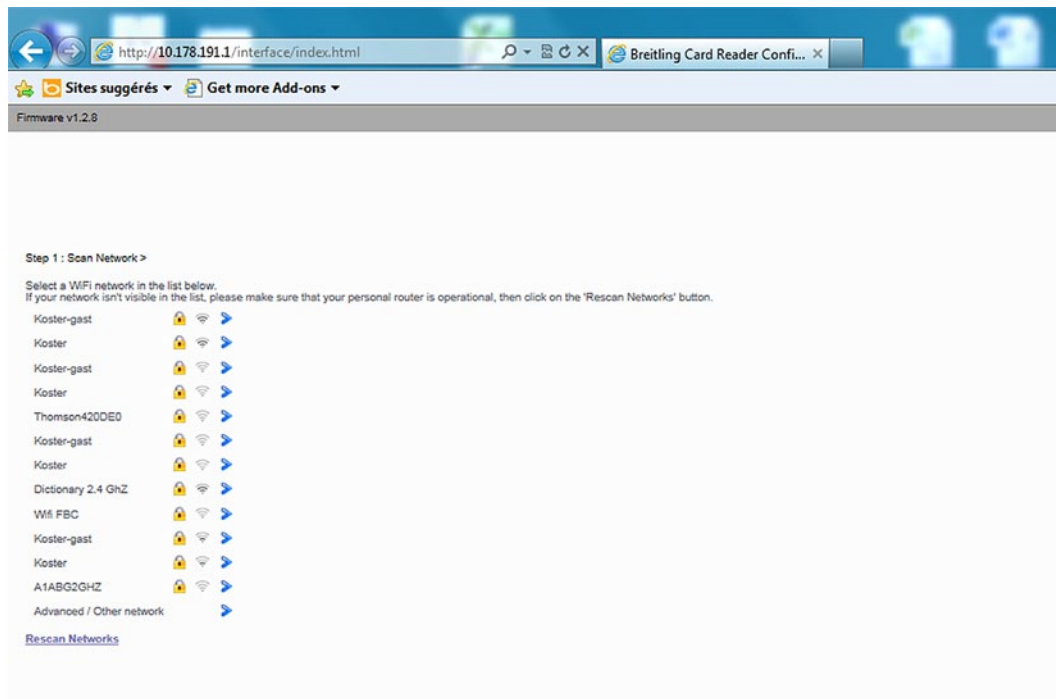 http://10.178.191.1/interface/index.html
Breitling Card Reader Confi...
Sites suggérés
Get more Add-ons
Firmware v1.2.8
Step 1 : Scan Network >
Select a WiFi network in the list below.
If your network isn't visible in the list, please make sure that your personal router is operational, then click on the 'Rescan Networks' button.
Koster-gast
Koster
Koster-gast
Koster
Thomson420DE0
Koster-gast
Koster
Dictionary 2.4 GhZ
Wifi FBC
Koster-gast
Koster
A1ABG2GHZ
Advanced / Other network
Rescan Networks